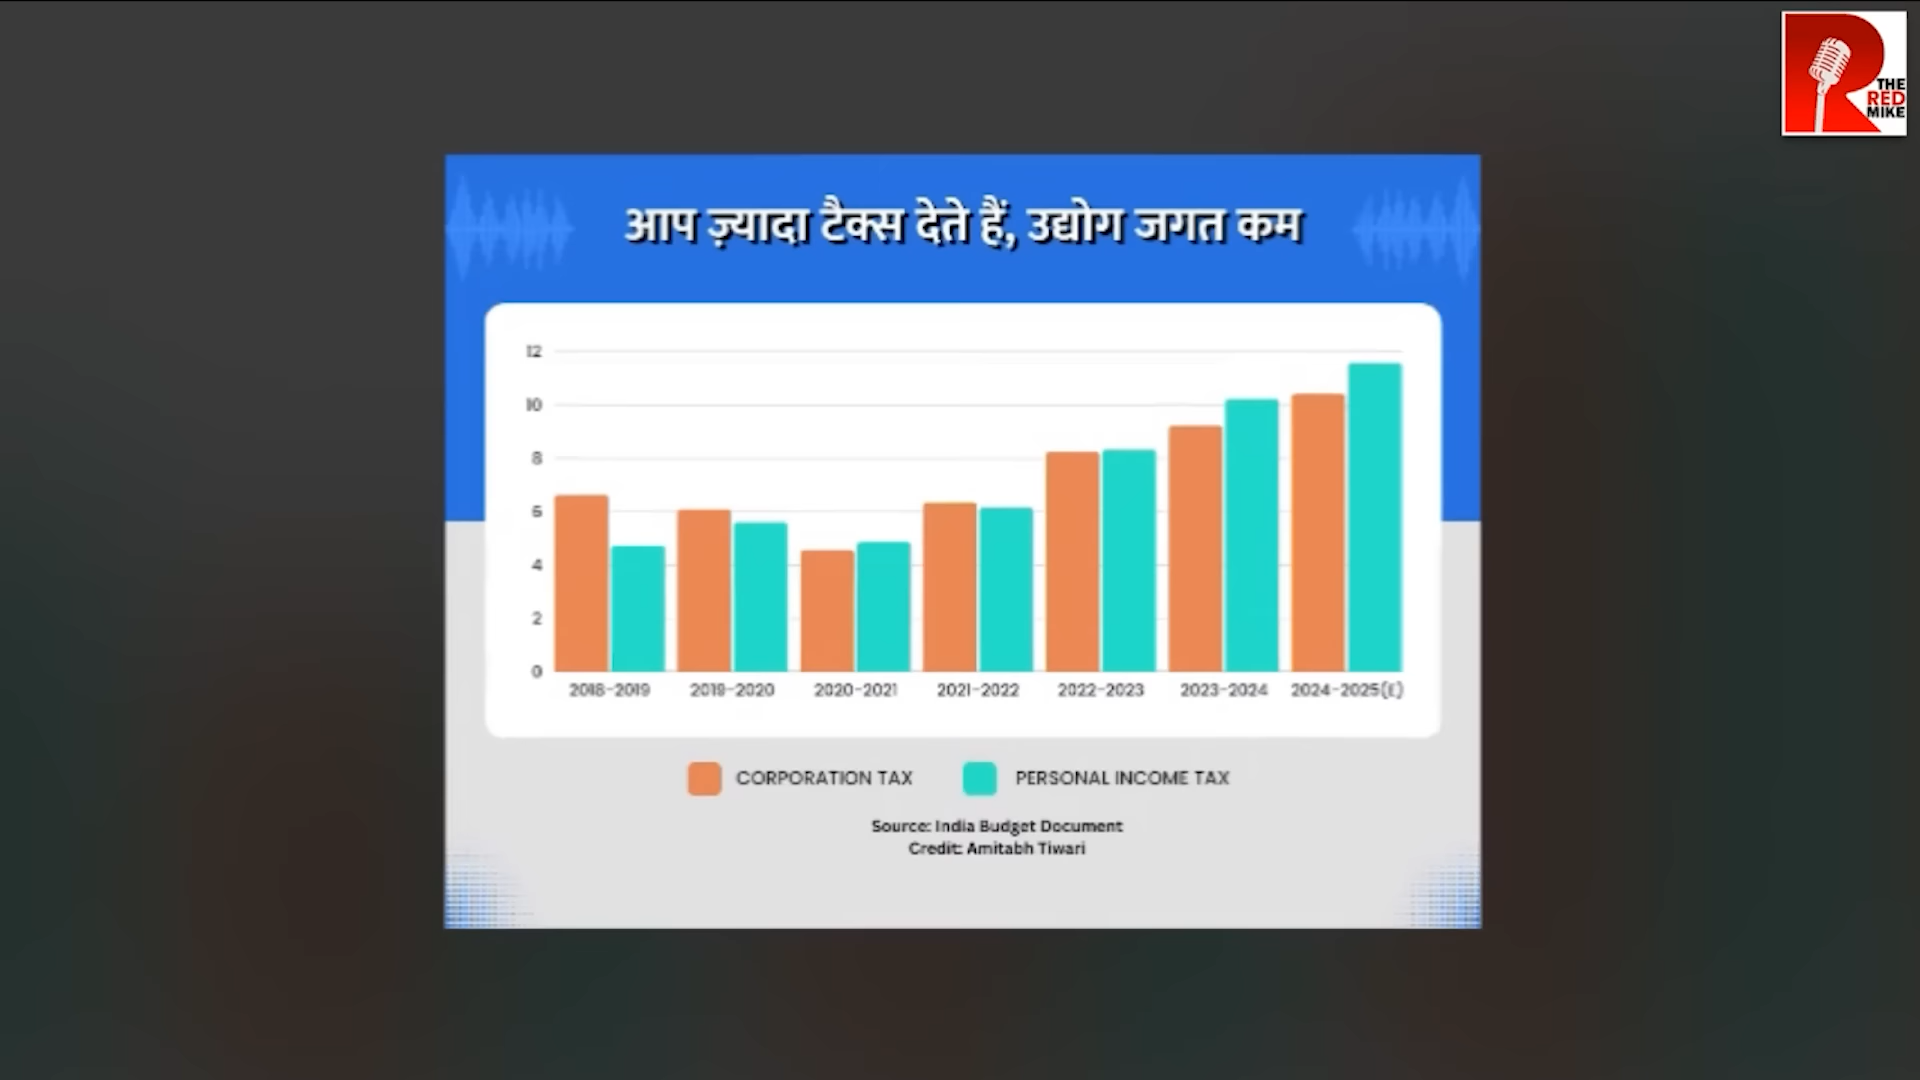 THE
RED
MIKE
आप ज़्यादा टैक्स देते हैं, उद्योग जगत कम
12
10
8
6
4
2
0
2018-2019 2019-2020 2020-2021 2021-2022 2022-2023 2023-2024 2024-2025(E)
CORPORATION TAX PERSONAL INCOME TAX
Source: India Budget Document
Credit: Amitabh Tiwari